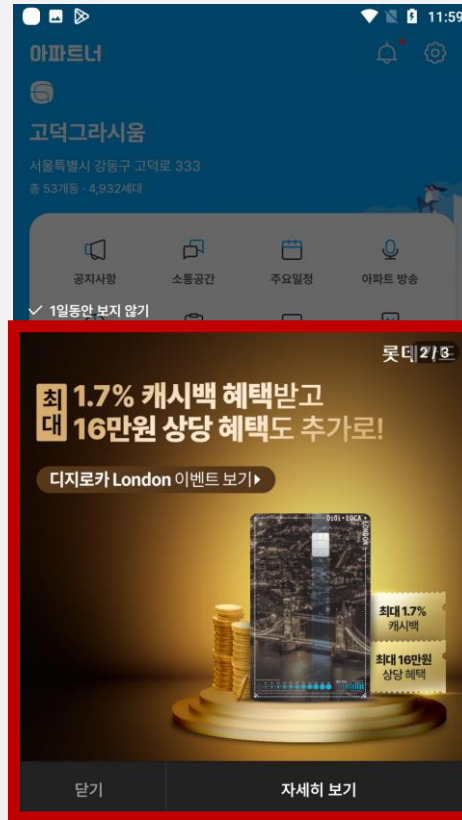 11:59
아파트너
고덕그라시움
서울특별시 강동구 고덕로 333
총 53개동 · 4,932세대
공지사항
소통공간
주요일정
아파트 방송
1일동안 보지 않기
롯데
2/3
최대 1.7% 캐시백 혜택받고
16만원 상당 혜택도 추가로!
디지로카 London 이벤트 보기
DiGi · LOCA · LONDON
최대 1.7%
캐시백
최대 16만원
상당 혜택
닫기
자세히 보기